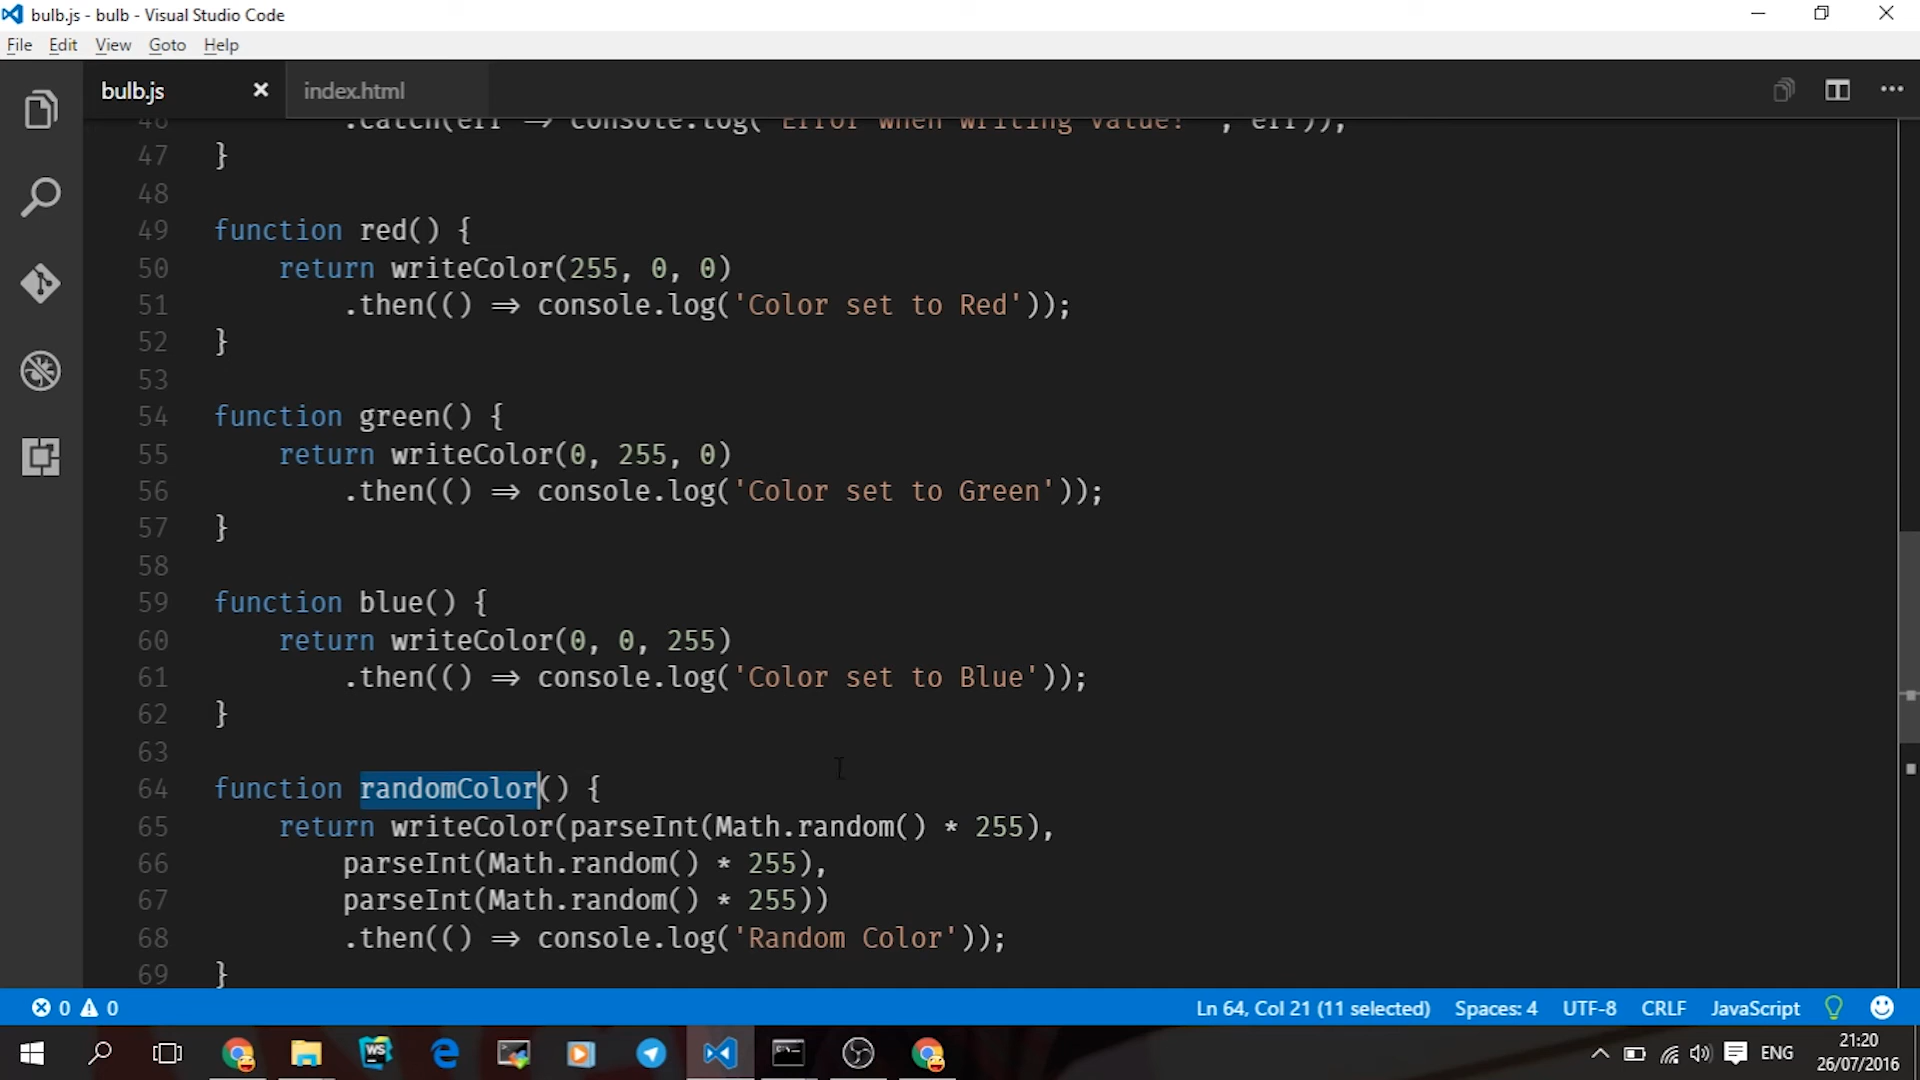 bulb.js - bulb - Visual Studio Code
File Edit View Goto Help
bulb.js index.html
46 .catch(err => console.log('Error when writing value! ', err));
47 }
48
49 function red() {
50 return writeColor(255, 0, 0)
51 .then(() => console.log('Color set to Red'));
52 }
53
54 function green() {
55 return writeColor(0, 255, 0)
56 .then(() => console.log('Color set to Green'));
57 }
58
59 function blue() {
60 return writeColor(0, 0, 255)
61 .then(() => console.log('Color set to Blue'));
62 }
63
64 function randomColor() {
65 return writeColor(parseInt(Math.random() * 255),
66 parseInt(Math.random() * 255),
67 parseInt(Math.random() * 255))
68 .then(() => console.log('Random Color'));
69 }
0 0 Ln 64, Col 21 (11 selected) Spaces: 4 UTF-8 CRLF JavaScript
WS ENG 21:20
26/07/2016